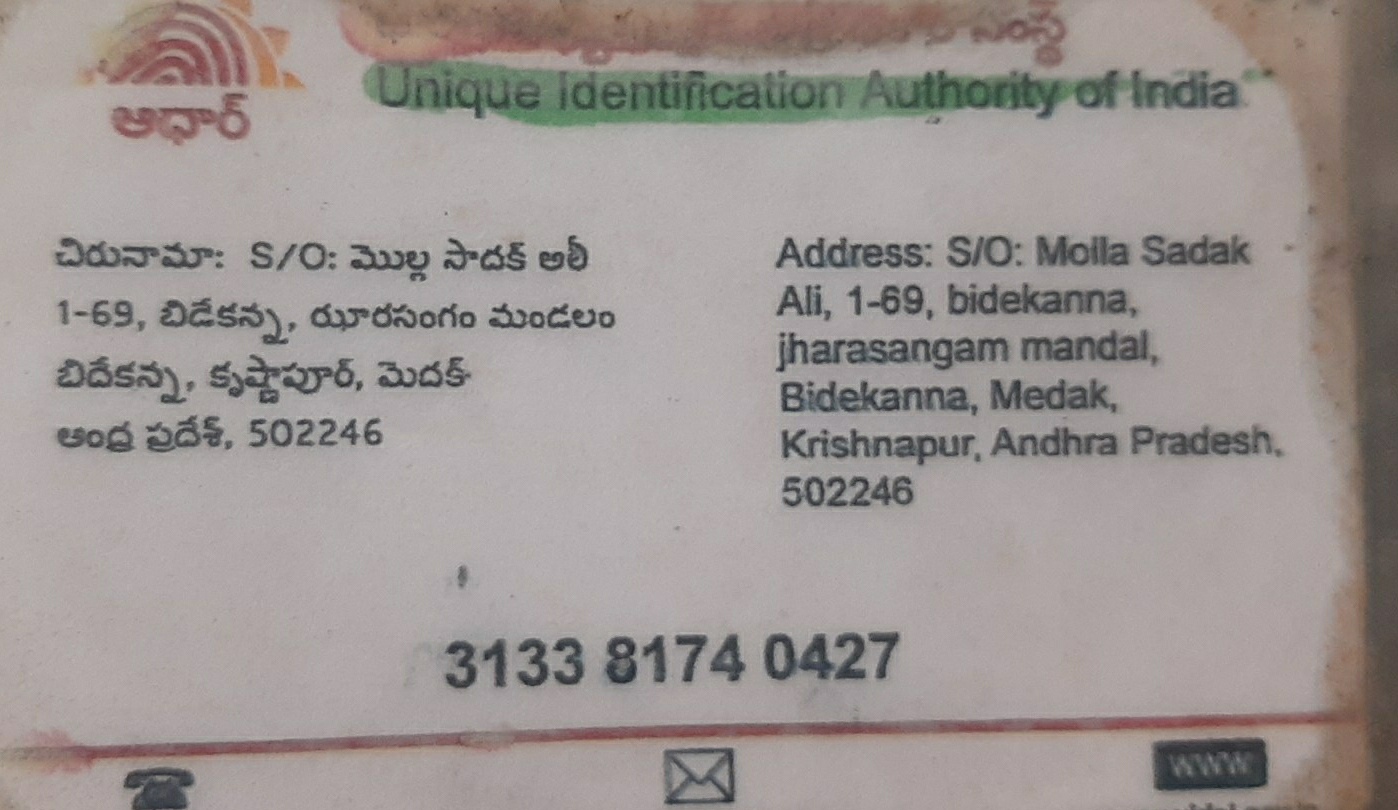 సంస్థ
Unique Identification Authority of India
ఆధార్
చిరునామా: S/O: మొల్ల సాదక్ అలీ
1-69, బిడేకన్న, ఝారసంగం మండలం
బిదేకన్న, కృష్ణాపూర్, మెదక్
ఆంధ్ర ప్రదేశ్, 502246
Address: S/O: Molla Sadak
Ali, 1-69, bidekanna,
jharasangam mandal,
Bidekanna, Medak,
Krishnapur, Andhra Pradesh,
502246
3133 8174 0427
WWW